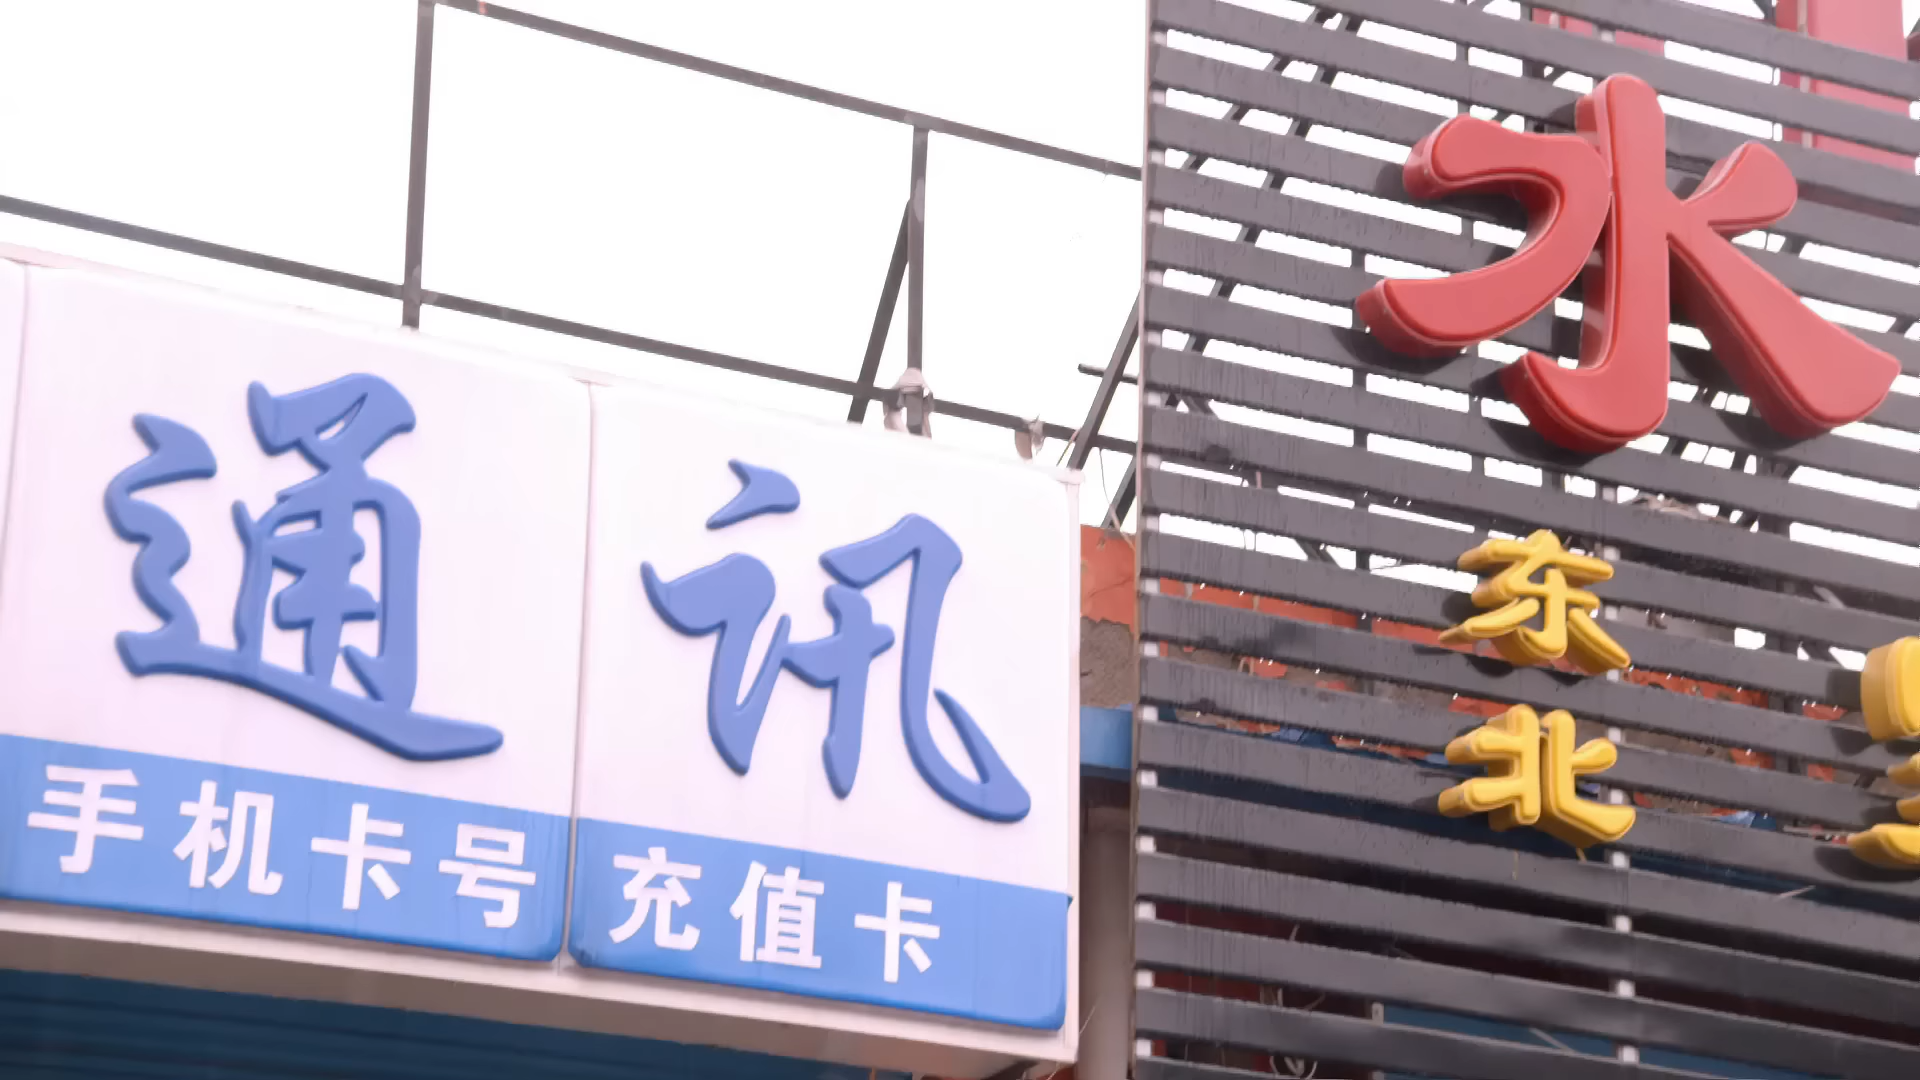 通讯
手机卡号 充值卡
水
东北